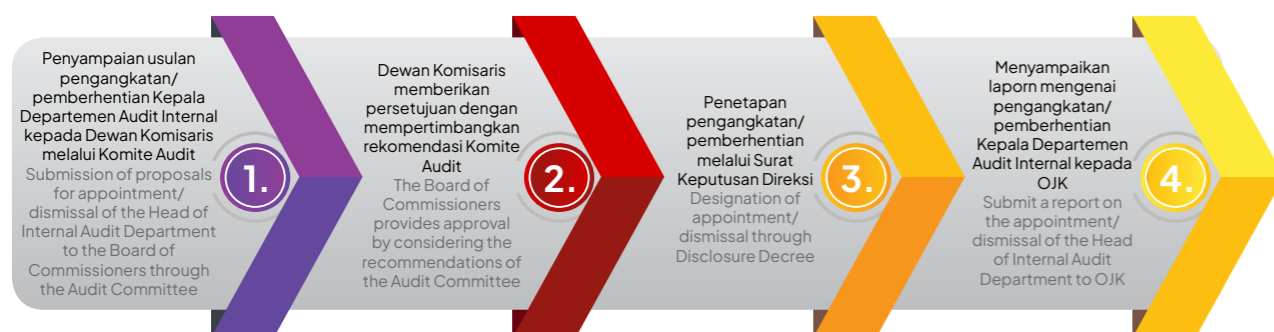 Penyampaian usulan
pengangkatan/
pemberhentian Kepala
Departemen Audit Internal
kepada Dewan Komisaris
melalui Komite Audit
Submission of proposals
for appointment/
dismissal of the Head of
Internal Audit Department
to the Board of
Commissioners through
the Audit Committee
1.
Dewan Komisaris
memberikan
persetujuan dengan
mempertimbangkan
rekomendasi Komite
Audit
The Board of
Commissioners
provides approval
by considering the
recommendations of
the Audit Committee
2.
Penetapan
pengangkatan/
pemberhentian
melalui Surat
Keputusan Direksi
Designation of
appointment/
dismissal through
Disclosure Decree
3.
Menyampaikan
laporn mengenai
pengangkatan/
pemberhentian
Kepala Departemen
Audit Internal kepada
OJK
Submit a report on
the appointment/
dismissal of the Head
of Internal Audit
Department to OJK
4.